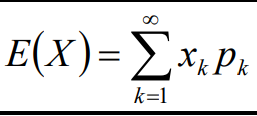 E(X) = ∑_{k=1}^{∞} x_k p_k